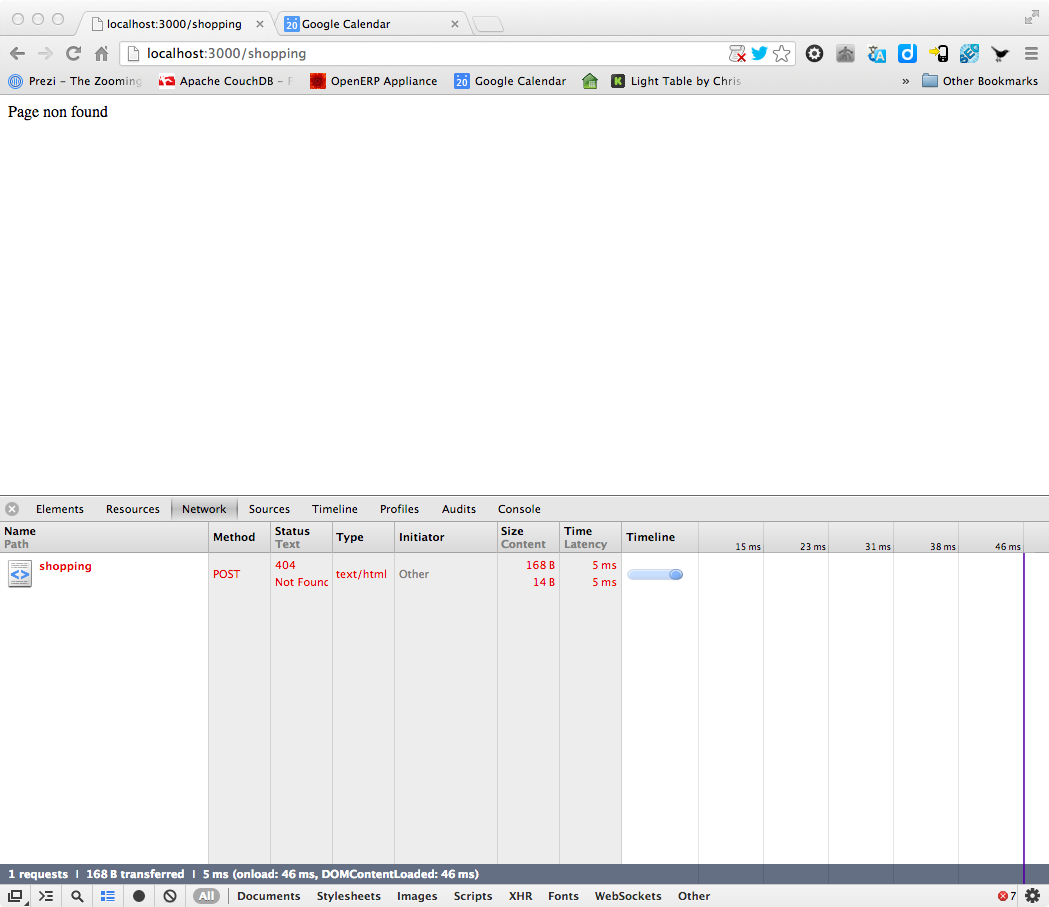 localhost:3000/shopping
20 Google Calendar
localhost:3000/shopping
Prezi – The Zooming Apache CouchDB – F OpenERP Appliance 20 Google Calendar K Light Table by Chris » Other Bookmarks
Page non found
Elements Resources Network Sources Timeline Profiles Audits Console
Name Path Method Status Text Type Initiator Size Content Time Latency Timeline 15 ms 23 ms 31 ms 38 ms 46 ms
shopping POST 404 Not Found text/html Other 168 B 14 B 5 ms 5 ms
1 requests | 168 B transferred | 5 ms (onload: 46 ms, DOMContentLoaded: 46 ms)
All Documents Stylesheets Images Scripts XHR Fonts WebSockets Other 7